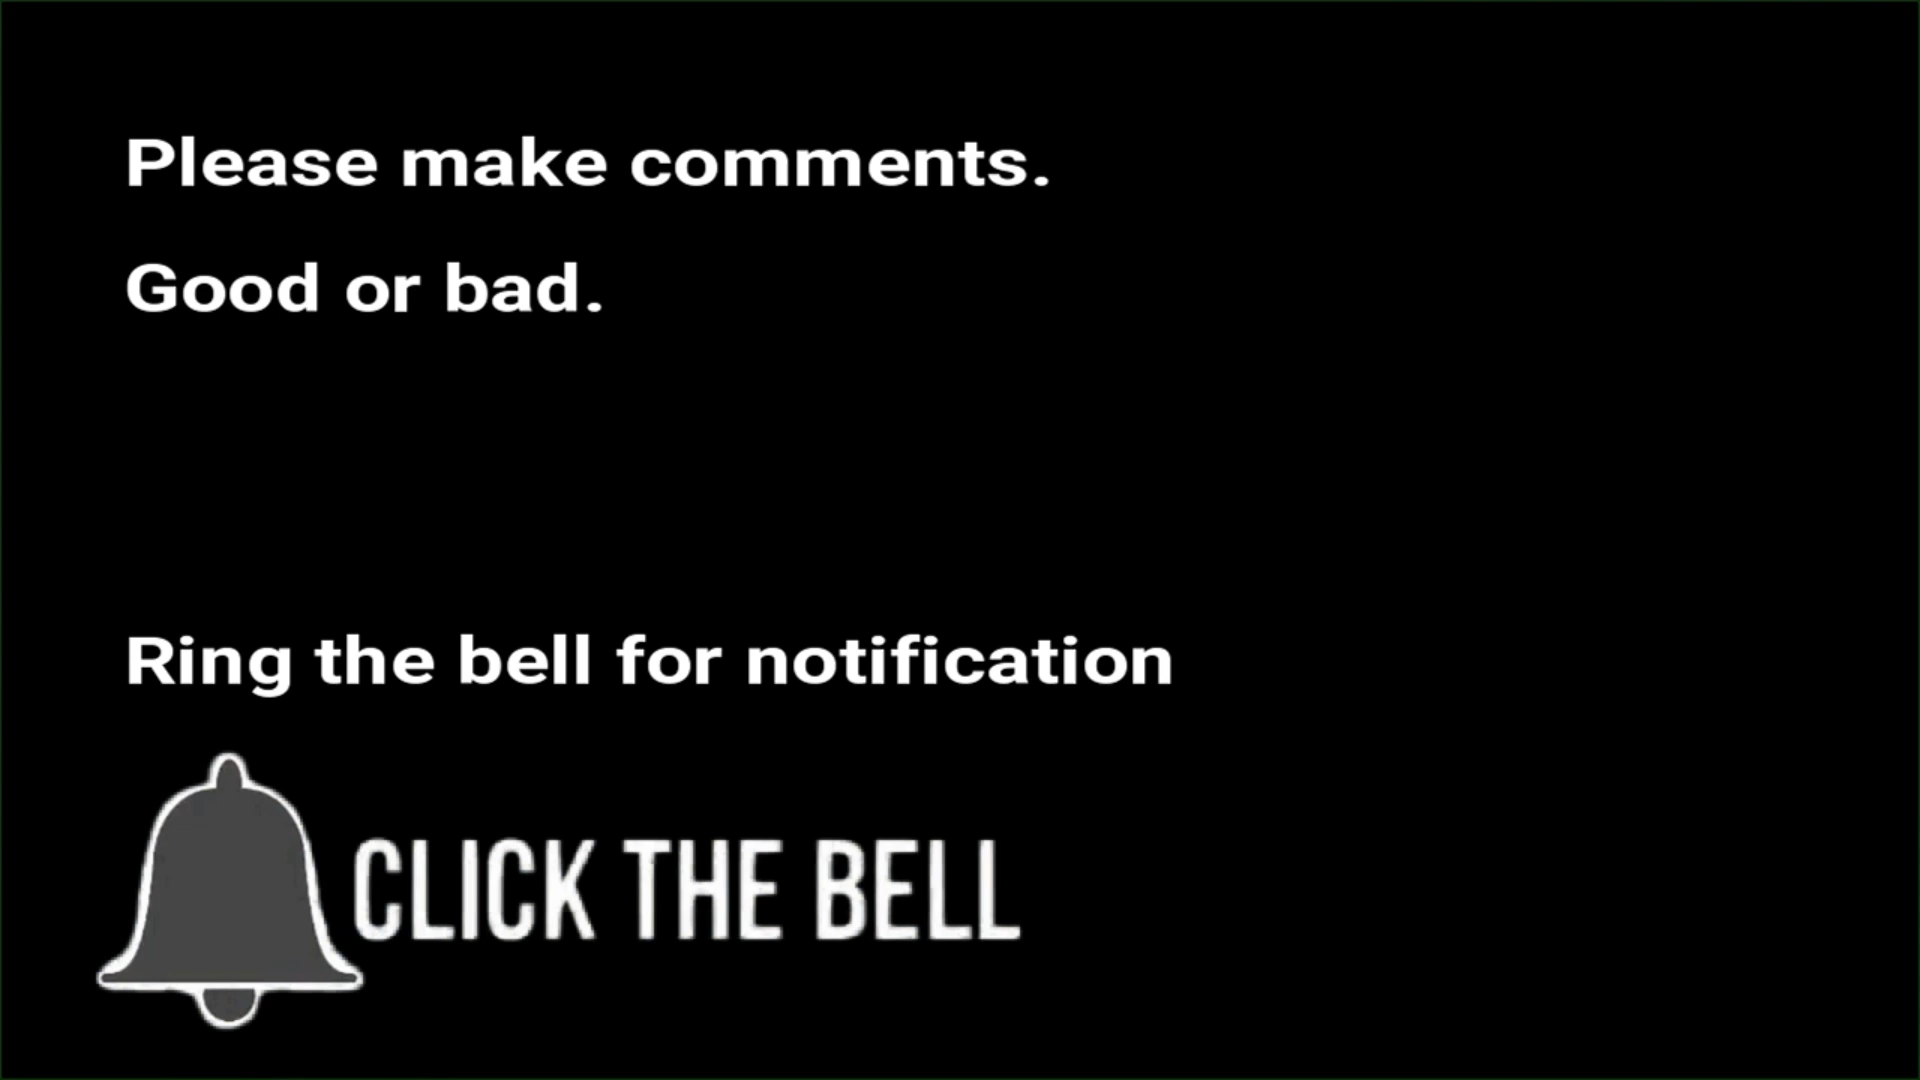 Please make comments.
Good or bad.
Ring the bell for notification
CLICK THE BELL